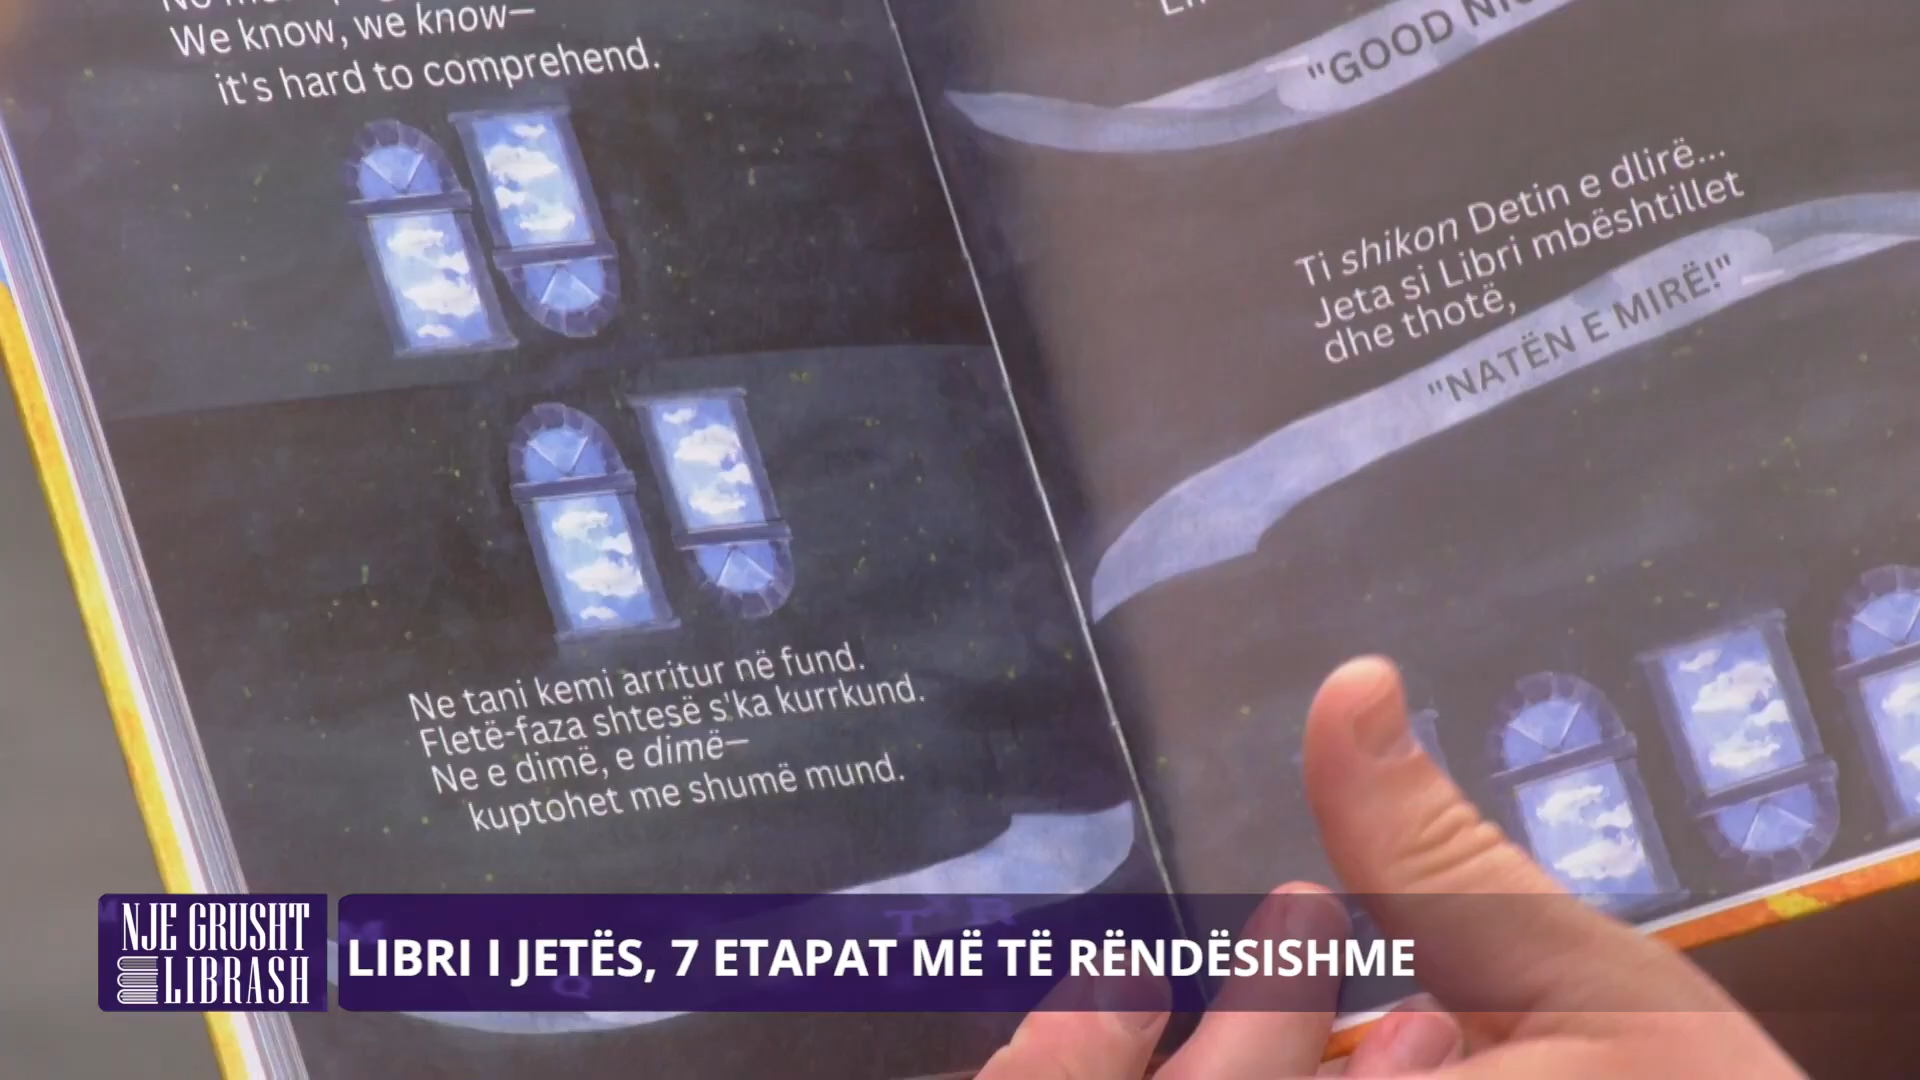 We know, we know—
it's hard to comprehend.
Ne tani kemi arritur në fund.
Fletë-faza shtesë s'ka kurrkund.
Ne e dimë, e dimë—
kuptohet me shumë mund.
"GOOD
Ti shikon Detin e dlirë...
Jeta si Libri mbështillet
dhe thotë,
"NATËN E MIRË!"
NJE GRUSHT
LIBRASH
LIBRI I JETËS, 7 ETAPAT MË TË RËNDËSISHME